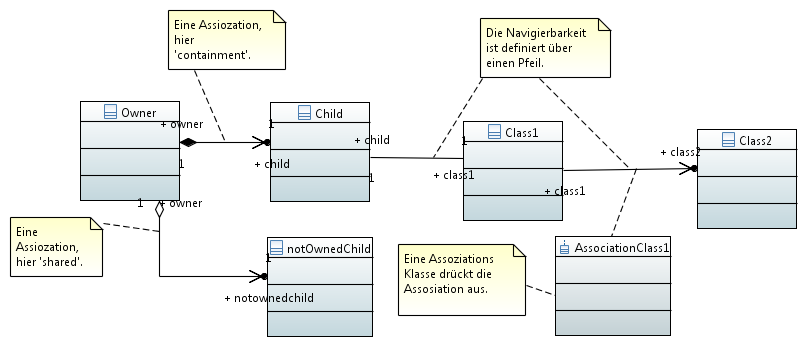 Eine Assiozation,
hier
'containment'.
Die Navigierbarkeit
ist definiert über
einen Pfeil.
Owner
+ owner
1
1
Child
+ child
+ child
1
Class1
1
+ class1
+ class1
+ class2
Class2
1
+ owner
Eine
Assiozation,
hier 'shared'.
notOwnedChild
1
+ notownedchild
Eine Assoziations
Klasse drückt die
Assosiation aus.
AssociationClass1